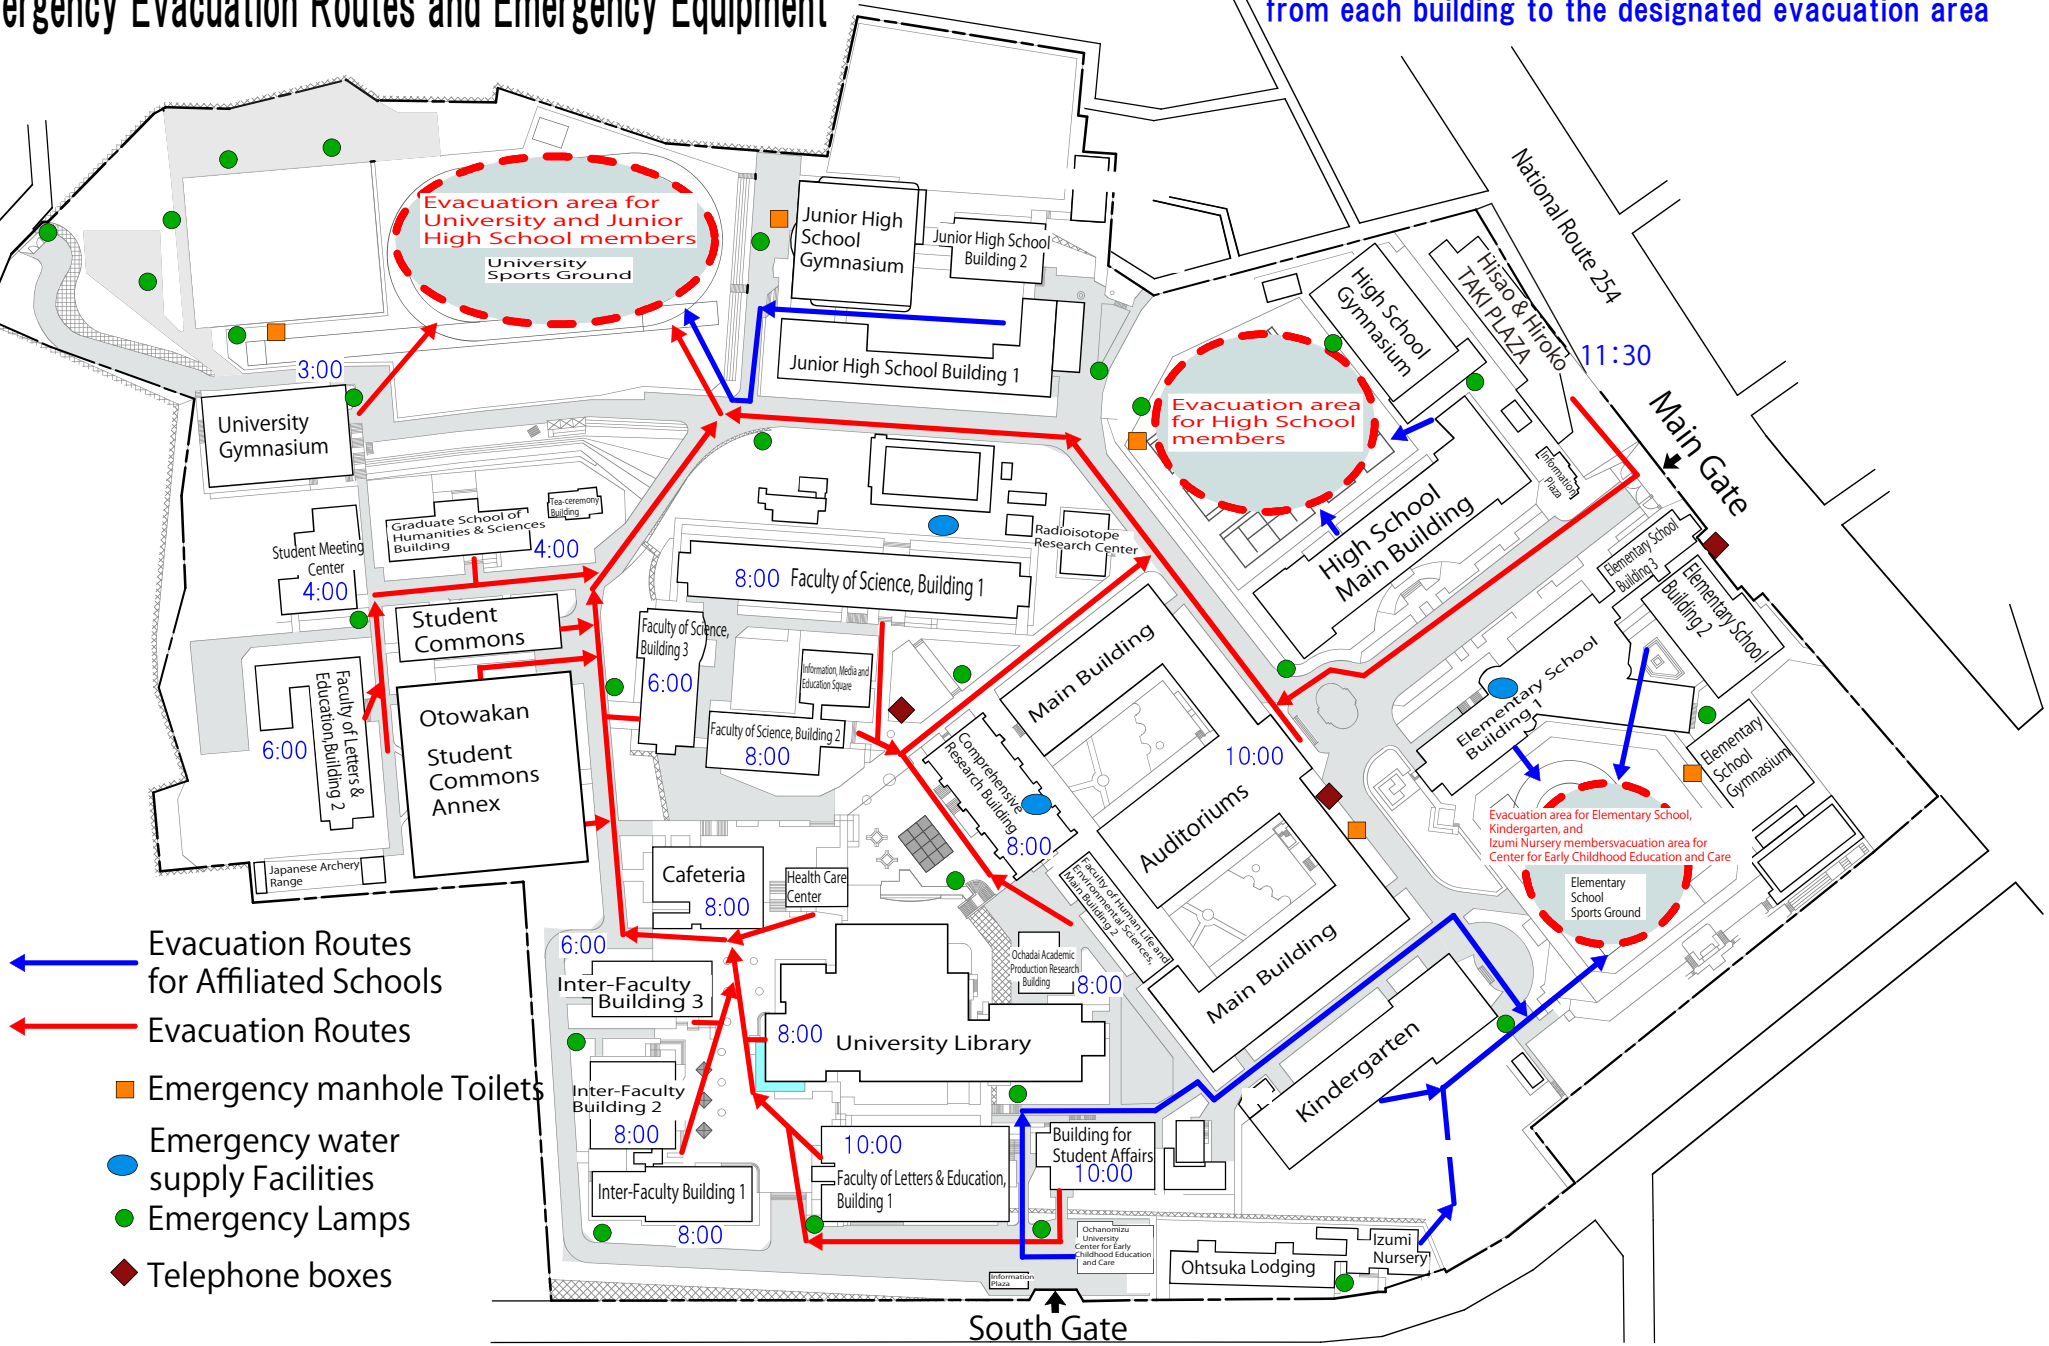 ergency Evacuation Routes and Emergency Equipment
from each building to the designated evacuation area
National Route 254
Evacuation area for
University and Junior
High School members
University
Sports Ground
Junior High
School
Gymnasium
Junior High School
Building 2
Junior High School Building 1
High School
Gymnasium
Hisao & Hiroko
TAKI PLAZA
11:30
Main Gate
3:00
University
Gymnasium
Evacuation area
for High School
members
Information
Plaza
High School
Main Building
Graduate School of
Humanities & Sciences
Building
Tea-ceremony
Building
4:00
Student Meeting
Center
4:00
Radioisotope
Research Center
8:00 Faculty of Science, Building 1
Student
Commons
Faculty of Science,
Building 3
6:00
Information, Media and
Education Square
Faculty of Science, Building 2
8:00
Faculty of Letters &
Education, Building 2
6:00
Otowakan
Student
Commons
Annex
Japanese Archery
Range
Main Building
Auditoriums
Main Building
10:00
Comprehensive
Research Building
8:00
Faculty of Human Life and
Environmental Sciences,
Main Building 2
Elementary School
Building 3
Elementary School
Building 2
Elementary School
Building 1
Elementary
School
Gymnasium
Evacuation area for Elementary School,
Kindergarten, and
Izumi Nursery membersvacuation area for
Center for Early Childhood Education and Care
Elementary
School
Sports Ground
Cafeteria
8:00
Health Care
Center
6:00
Inter-Faculty
Building 3
Ochadai Academic
Production Research
Building
8:00
8:00
University Library
Inter-Faculty
Building 2
8:00
Inter-Faculty Building 1
8:00
10:00
Faculty of Letters & Education,
Building 1
Building for
Student Affairs
10:00
Kindergarten
Ochanomizu
University
Center for Early
Childhood Education
and Care
Information
Plaza
Ohtsuka Lodging
Izumi
Nursery
South Gate
Evacuation Routes
for Affiliated Schools
Evacuation Routes
Emergency manhole Toilets
Emergency water
supply Facilities
Emergency Lamps
Telephone boxes